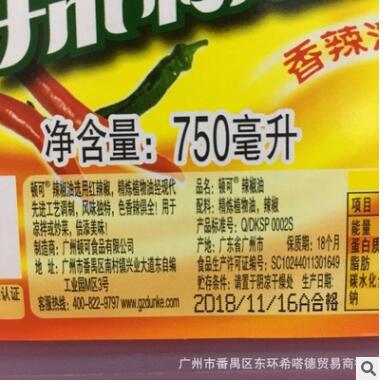 香辣
净含量：750毫升
顿可® 辣椒油选用红辣椒，精炼植物油经现代
先进工艺调制，风味独特，色香辣俱全！用于
凉拌或炒菜，倍添美味！
制造商：广州顿可食品有限公司
地 址：广州市番禺区南村镇兴业大道东自编
工业园M区3号
客服热线：400-822-9797 www.gzdunke.com
品名：顿可® 辣椒油
配料：精炼植物油，辣椒
标准号：Q/DKSP 0002S
产地：广东省广州市 保质期：18个月
食品生产许可证编号：SC10244011301649
贮存条件：请置于阴凉干燥处 生产日期：
2018/11/16A合格
项目
能量
蛋白质
脂肪
碳水化
钠
认证
广州市番禺区东环希嗒德贸易商